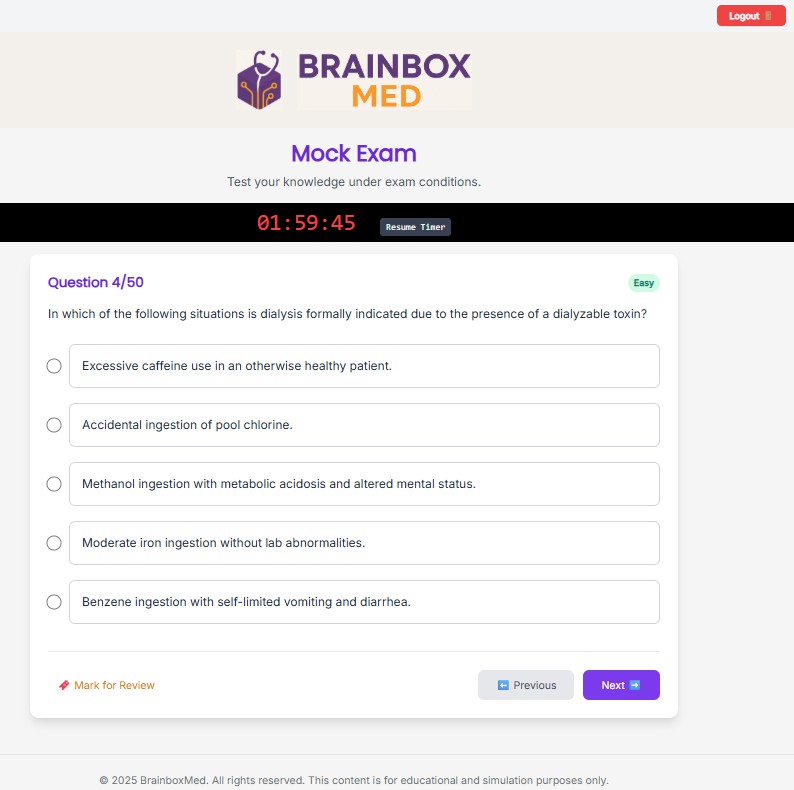 Logout
BRAINBOX
MED
Mock Exam
Test your knowledge under exam conditions.
01:59:45 Resume Timer
Question 4/50 Easy
In which of the following situations is dialysis formally indicated due to the presence of a dialyzable toxin?
Excessive caffeine use in an otherwise healthy patient.
Accidental ingestion of pool chlorine.
Methanol ingestion with metabolic acidosis and altered mental status.
Moderate iron ingestion without lab abnormalities.
Benzene ingestion with self-limited vomiting and diarrhea.
Mark for Review Previous Next
© 2025 BrainboxMed. All rights reserved. This content is for educational and simulation purposes only.